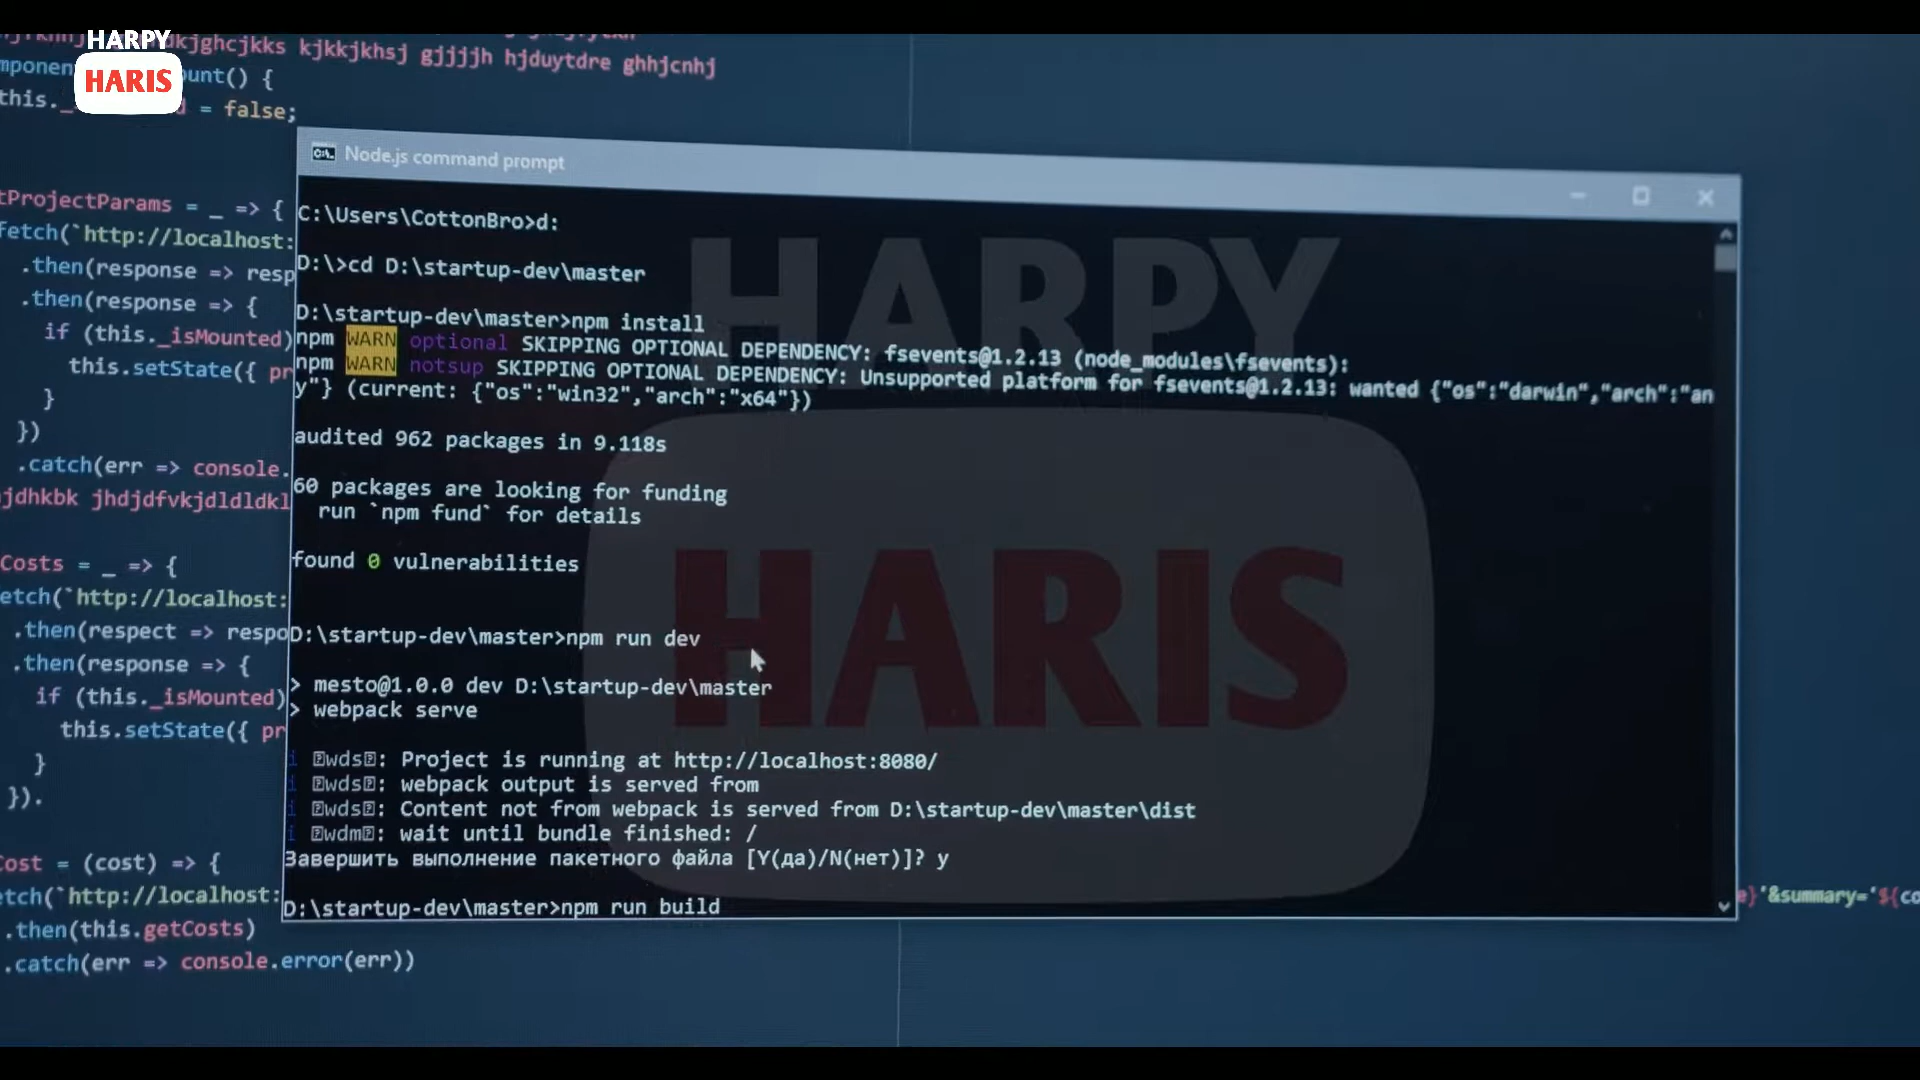 HARPY
HARIS
kjkkjkhsj gjjjjh hjduytdre ghhjcnhj
ount() {
this._ = false;
tProjectParams = _ => {
fetch(`http://localhost:
.then(response => resp
.then(response => {
if (this._isMounted)
this.setState({ pr
}
})
.catch(err => console.
jdhkbk jhdjdfvkjdldldkl
Costs = _ => {
etch(`http://localhost:
.then(respect => respo
.then(response => {
if (this._isMounted)
this.setState({ pr
}
}).
Cost = (cost) => {
etch(`http://localhost:
.then(this.getCosts)
.catch(err => console.error(err))
Node.js command prompt
C:\Users\CottonBro>d:
D:\>cd D:\startup-dev\master
D:\startup-dev\master>npm install
npm WARN optional SKIPPING OPTIONAL DEPENDENCY: fsevents@1.2.13 (node_modules\fsevents):
npm WARN notsup SKIPPING OPTIONAL DEPENDENCY: Unsupported platform for fsevents@1.2.13: wanted {"os":"darwin","arch":"an
y"} (current: {"os":"win32","arch":"x64"})
audited 962 packages in 9.118s
60 packages are looking for funding
run `npm fund` for details
found 0 vulnerabilities
D:\startup-dev\master>npm run dev
> mesto@1.0.0 dev D:\startup-dev\master
> webpack serve
i ｢wds｣: Project is running at http://localhost:8080/
i ｢wds｣: webpack output is served from
i ｢wds｣: Content not from webpack is served from D:\startup-dev\master\dist
i ｢wdm｣: wait until bundle finished: /
Завершить выполнение пакетного файла [Y(да)/N(нет)]? y
D:\startup-dev\master>npm run build
HARPY
HARIS
e}'&summary='${co